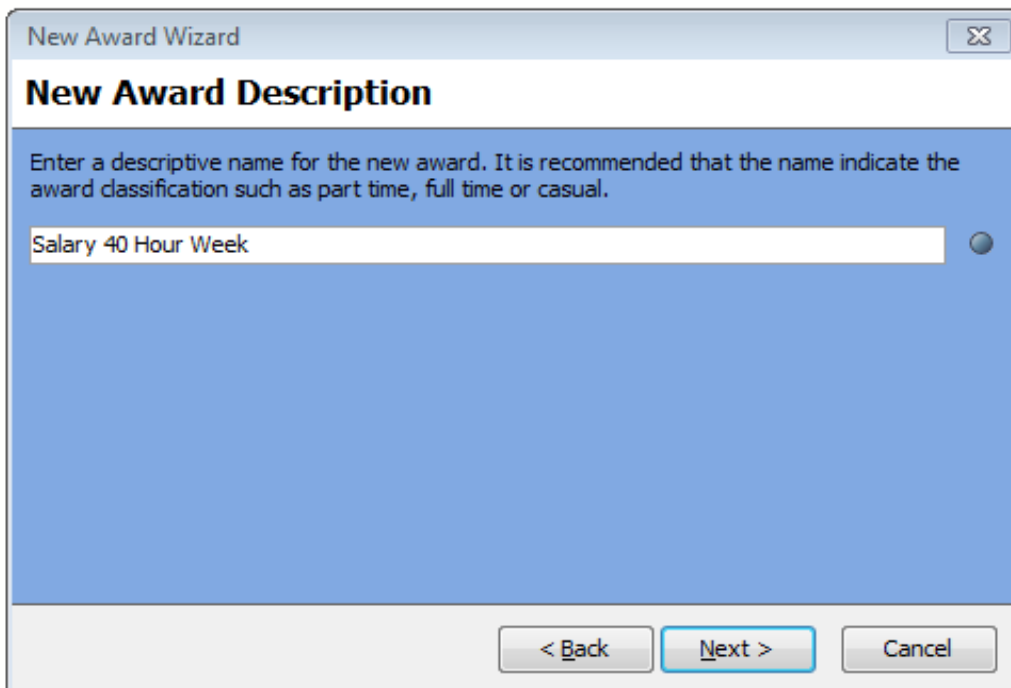 New Award Wizard
New Award Description
Enter a descriptive name for the new award. It is recommended that the name indicate the
award classification such as part time, full time or casual.
Salary 40 Hour Week
< Back Next > Cancel